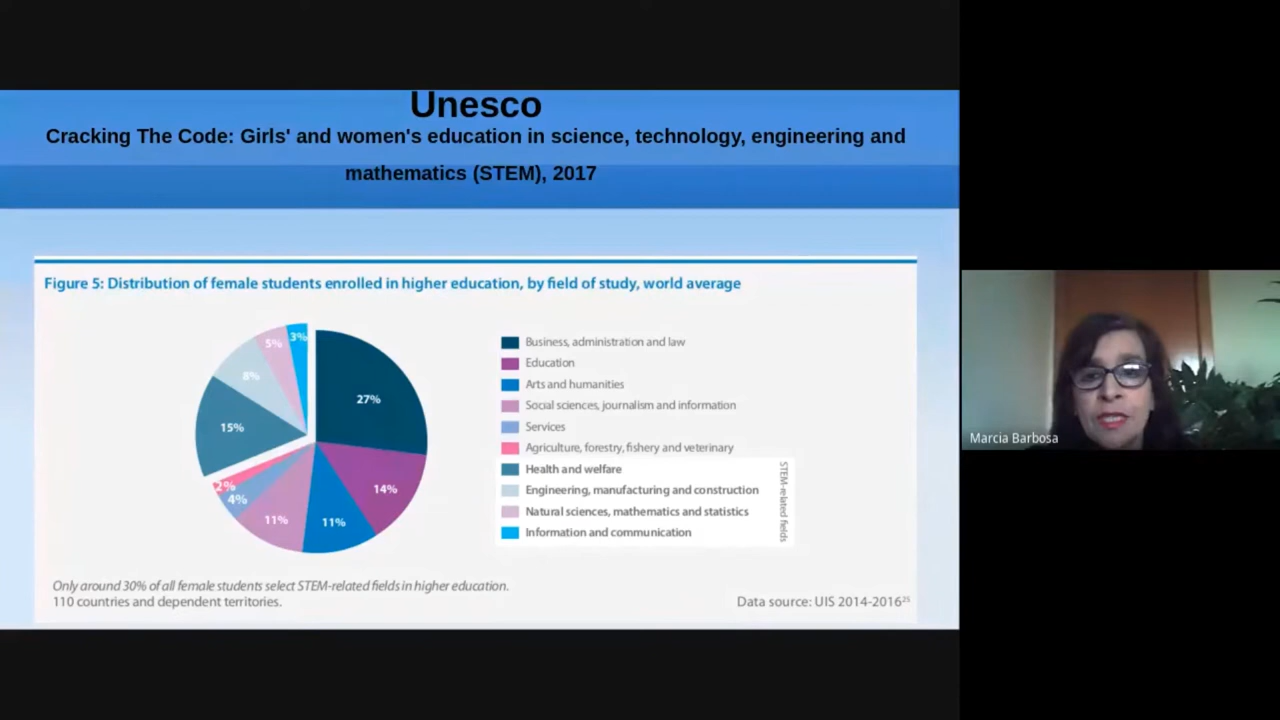 Unesco
Cracking The Code: Girls' and women's education in science, technology, engineering and
mathematics (STEM), 2017
Figure 5: Distribution of female students enrolled in higher education, by field of study, world average
3%
5%
8%
15%
2%
4%
11%
11%
14%
27%
Business, administration and law
Education
Arts and humanities
Social sciences, journalism and information
Services
Agriculture, forestry, fishery and veterinary
Health and welfare
Engineering, manufacturing and construction
Natural sciences, mathematics and statistics
Information and communication
STEM-related fields
Only around 30% of all female students select STEM-related fields in higher education.
110 countries and dependent territories.
Data source: UIS 2014-2016²⁵
Marcia Barbosa